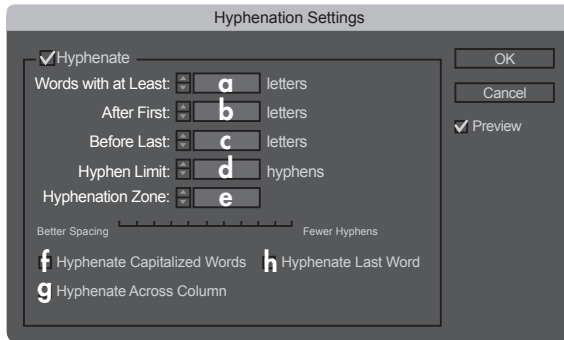 Hyphenation Settings
Hyphenate
OK
Words with at Least: a letters
Cancel
After First: b letters
Preview
Before Last: c letters
Hyphen Limit: d hyphens
Hyphenation Zone: e
Better Spacing Fewer Hyphens
f Hyphenate Capitalized Words h Hyphenate Last Word
g Hyphenate Across Column